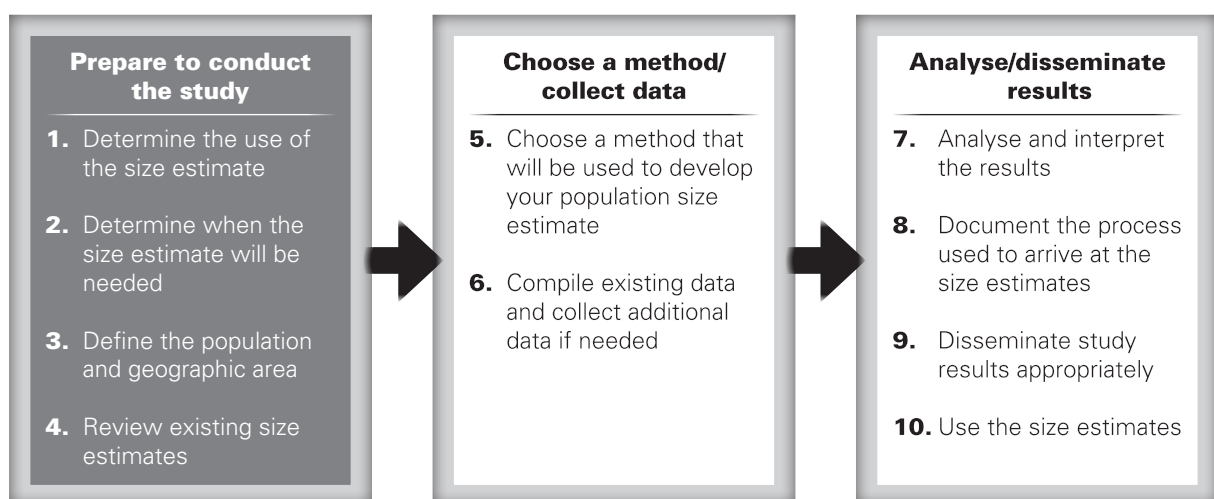 Prepare to conduct
the study
1. Determine the use of
the size estimate
2. Determine when the
size estimate will be
needed
3. Define the population
and geographic area
4. Review existing size
estimates
Choose a method/
collect data
5. Choose a method that
will be used to develop
your population size
estimate
6. Compile existing data
and collect additional
data if needed
Analyse/disseminate
results
7. Analyse and interpret
the results
8. Document the process
used to arrive at the
size estimates
9. Disseminate study
results appropriately
10. Use the size estimates